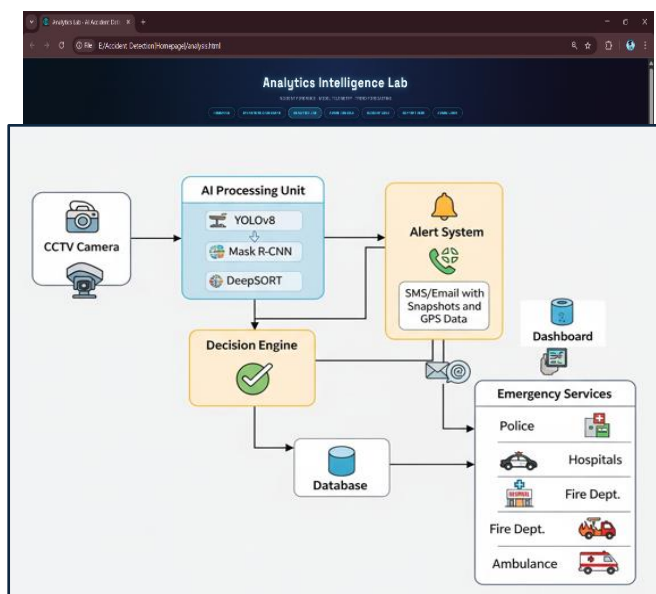 Analytics Lab - AI Accident Det
File E:/Accident Detection(Homepage)/analysis.html
Analytics Intelligence Lab
AI Processing Unit
YOLOv8
Mask R-CNN
DeepSORT
CCTV Camera
Alert System
SMS/Email with
Snapshots and
GPS Data
Dashboard
Decision Engine
Database
Emergency Services
Police
Hospitals
Fire Dept.
Fire Dept.
Ambulance